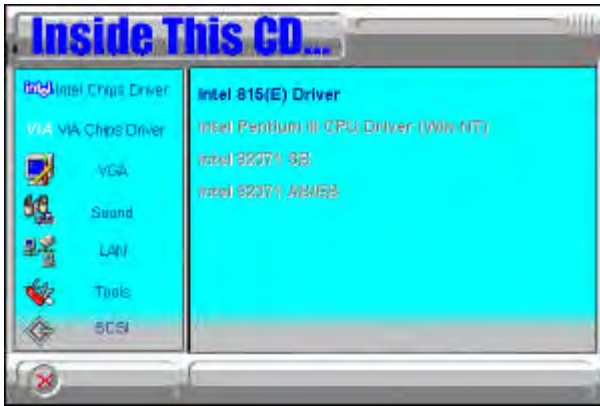 Inside This CD...
intel Intel Chips Driver
VIA VIA Chips Driver
VGA
Sound
LAN
Tools
SCSI
Intel 815(E) Driver
Intel Pentium III CPU Driver (Win NT)
Intel 82371 SB
Intel 82371 AB/EB